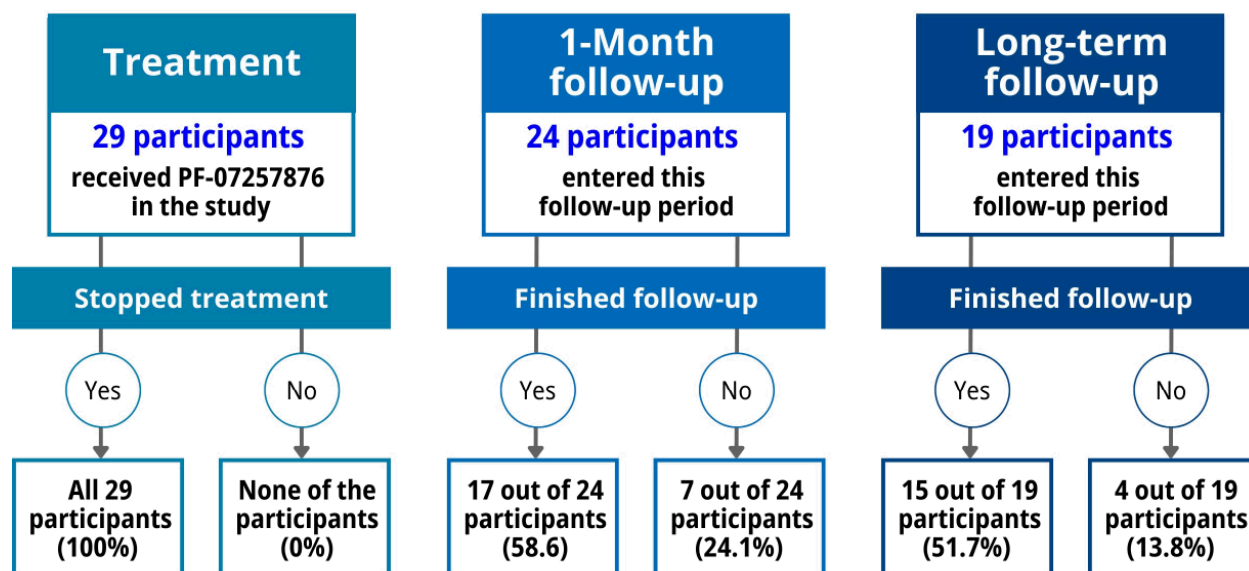 Treatment
29 participants
received PF-07257876
in the study
Stopped treatment
Yes
No
All 29
participants
(100%)
None of the
participants
(0%)
1-Month
follow-up
24 participants
entered this
follow-up period
Finished follow-up
Yes
No
17 out of 24
participants
(58.6)
7 out of 24
participants
(24.1%)
Long-term
follow-up
19 participants
entered this
follow-up period
Finished follow-up
Yes
No
15 out of 19
participants
(51.7%)
4 out of 19
participants
(13.8%)